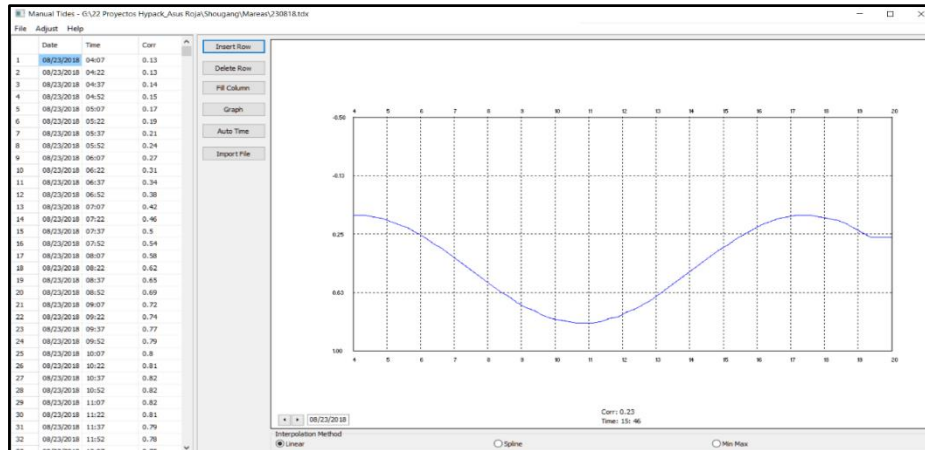 Manual Tides - G:\22 Proyectos Hypack_Asus Roja\Shougang\Mareas\230818.tdx
File Adjust Help
Date Time Corr
1 08/23/2018 04:07 0.13
2 08/23/2018 04:22 0.13
3 08/23/2018 04:37 0.14
4 08/23/2018 04:52 0.15
5 08/23/2018 05:07 0.17
6 08/23/2018 05:22 0.19
7 08/23/2018 05:37 0.21
8 08/23/2018 05:52 0.24
9 08/23/2018 06:07 0.27
10 08/23/2018 06:22 0.31
11 08/23/2018 06:37 0.34
12 08/23/2018 06:52 0.38
13 08/23/2018 07:07 0.42
14 08/23/2018 07:22 0.46
15 08/23/2018 07:37 0.5
16 08/23/2018 07:52 0.54
17 08/23/2018 08:07 0.58
18 08/23/2018 08:22 0.62
19 08/23/2018 08:37 0.65
20 08/23/2018 08:52 0.69
21 08/23/2018 09:07 0.72
22 08/23/2018 09:22 0.74
23 08/23/2018 09:37 0.77
24 08/23/2018 09:52 0.79
25 08/23/2018 10:07 0.8
26 08/23/2018 10:22 0.81
27 08/23/2018 10:37 0.82
28 08/23/2018 10:52 0.82
29 08/23/2018 11:07 0.82
30 08/23/2018 11:22 0.81
31 08/23/2018 11:37 0.79
32 08/23/2018 11:52 0.78
Insert Row
Delete Row
Fill Column
Graph
Auto Time
Import File
4 5 6 7 8 9 10 11 12 13 14 15 16 17 18 19 20
-0.50
-0.13
0.25
0.63
1.00
4 5 6 7 8 9 10 11 12 13 14 15 16 17 18 19 20
08/23/2018
Corr: 0.23
Time: 15: 46
Interpolation Method
Linear Spline Min Max